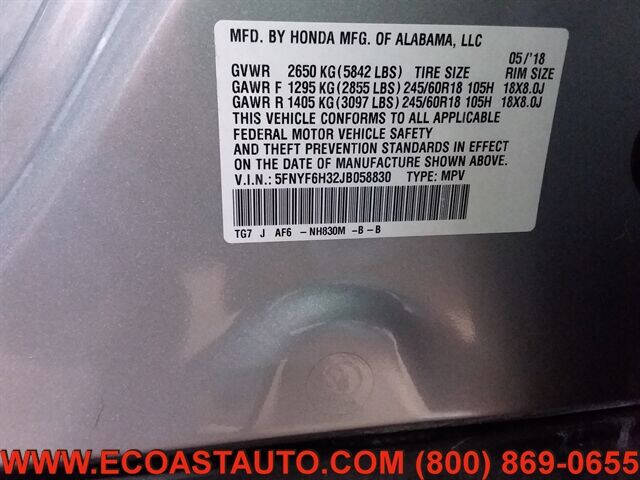 MFD. BY HONDA MFG. OF ALABAMA, LLC
05/'18
GVWR 2650 KG(5842 LBS) TIRE SIZE RIM SIZE
GAWR F 1295 KG(2855 LBS)245/60R18 105H 18X8.0J
GAWR R 1405 KG(3097 LBS)245/60R18 105H 18X8.0J
THIS VEHICLE CONFORMS TO ALL APPLICABLE
FEDERAL MOTOR VEHICLE SAFETY
AND THEFT PREVENTION STANDARDS IN EFFECT
ON THE DATE OF MANUFACTURE SHOWN ABOVE.
V.I.N.: 5FNYF6H32JB058830 TYPE: MPV
TG7 J AF6 -NH830M -B-B
WWW.ECOASTAUTO.COM (800) 869-0655